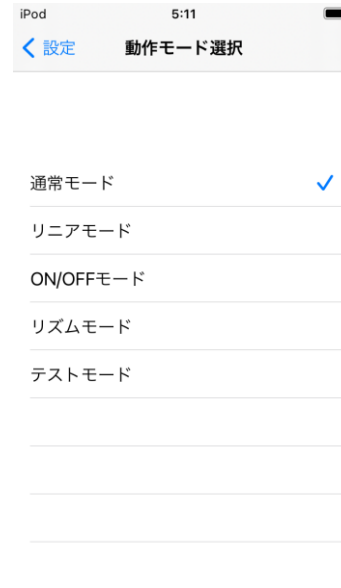 iPod 5:11
設定 動作モード選択
通常モード
リニアモード
ON/OFFモード
リズムモード
テストモード